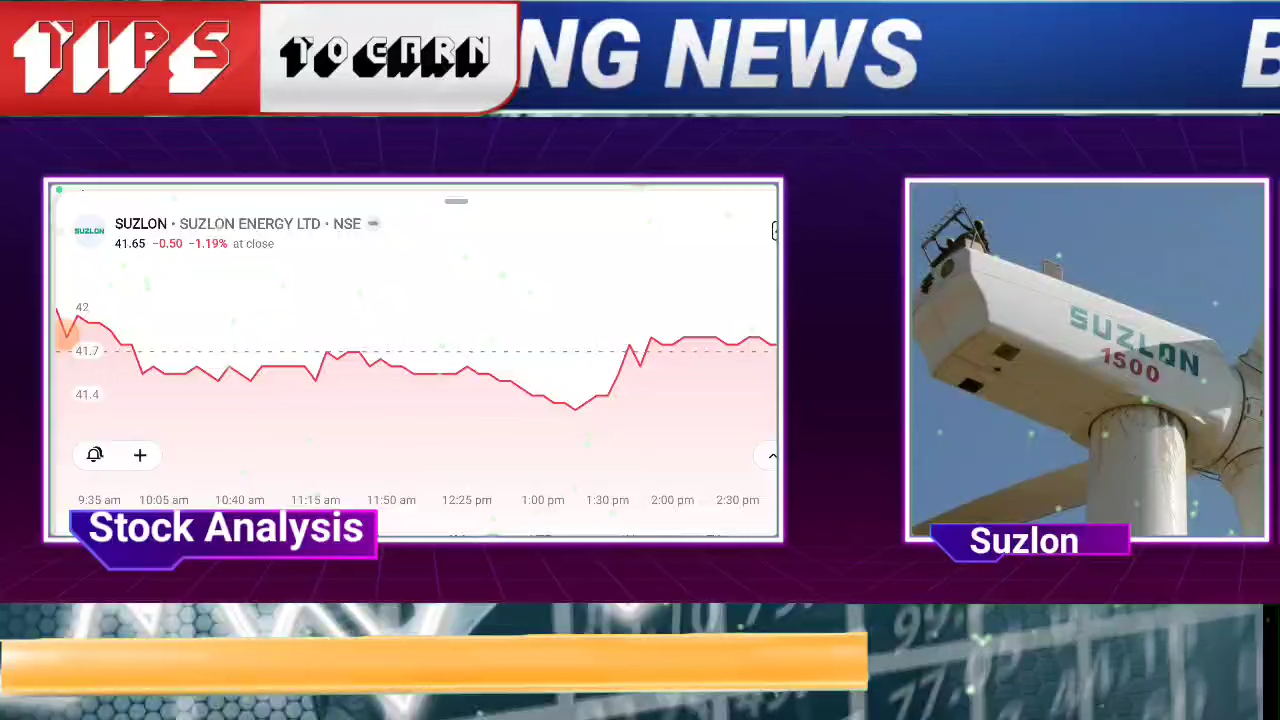 TIPS
TO EARN
NG NEWS
B
SUZLON
SUZLON • SUZLON ENERGY LTD • NSE
41.65 −0.50 −1.19% at close
42
41.7
41.4
9:35 am 10:05 am 10:40 am 11:15 am 11:50 am 12:25 pm 1:00 pm 1:30 pm 2:00 pm 2:30 pm
Stock Analysis
SUZLON
1500
Suzlon